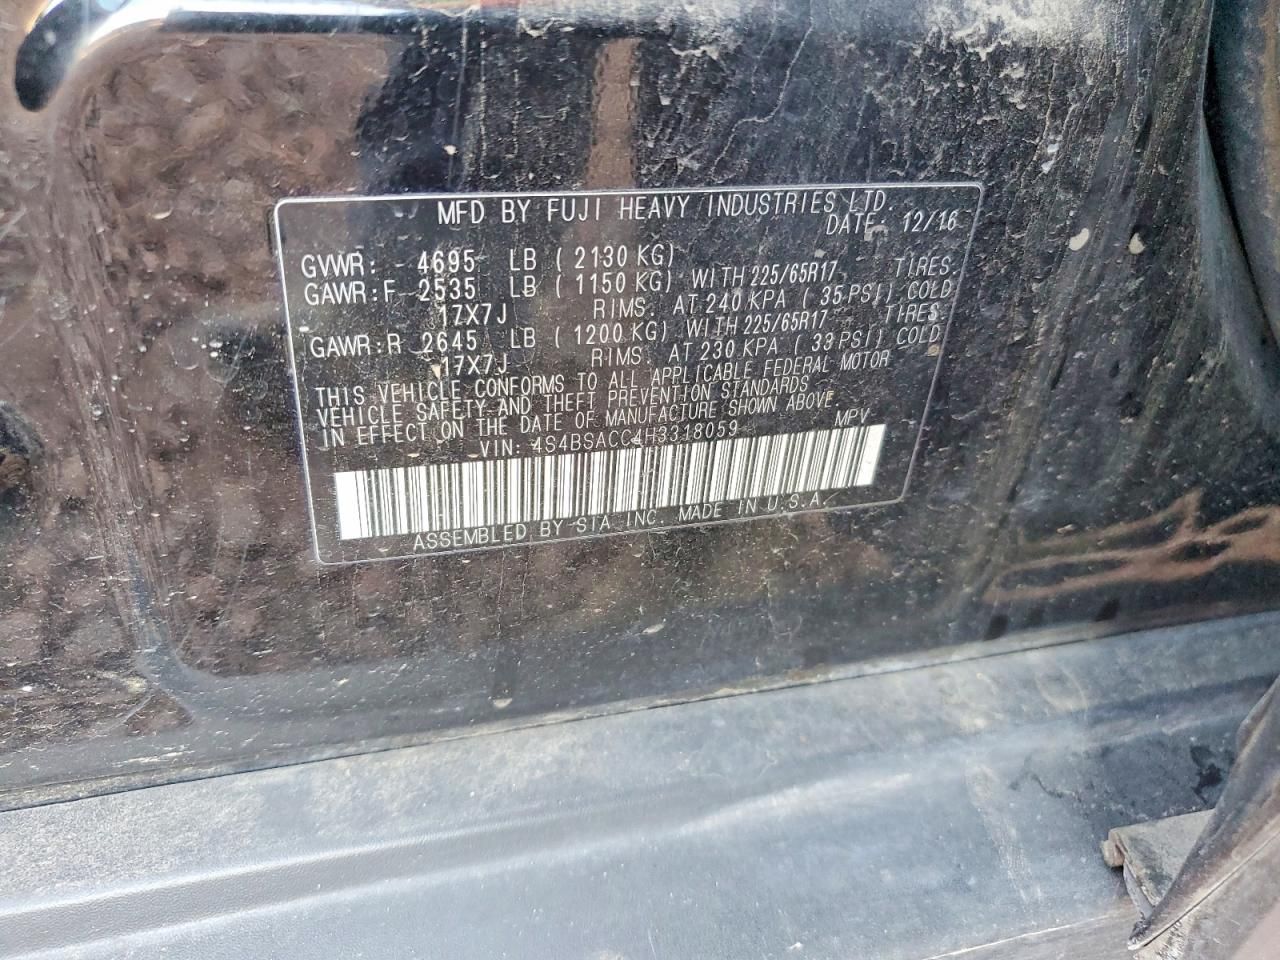 MFD BY FUJI HEAVY INDUSTRIES LTD.
DATE: 12/16
GVWR: 4695 LB ( 2130 KG)
GAWR:F 2535 LB ( 1150 KG) WITH 225/65R17 TIRES.
17X7J RIMS. AT 240 KPA ( 35 PSI) COLD
GAWR:R 2645 LB ( 1200 KG) WITH 225/65R17 TIRES.
17X7J RIMS. AT 230 KPA ( 33 PSI) COLD
THIS VEHICLE CONFORMS TO ALL APPLICABLE FEDERAL MOTOR
VEHICLE SAFETY AND THEFT PREVENTION STANDARDS
IN EFFECT ON THE DATE OF MANUFACTURE SHOWN ABOVE
VIN: 4S4BSACC4H3318059 MPV
ASSEMBLED BY SIA INC. MADE IN U.S.A.